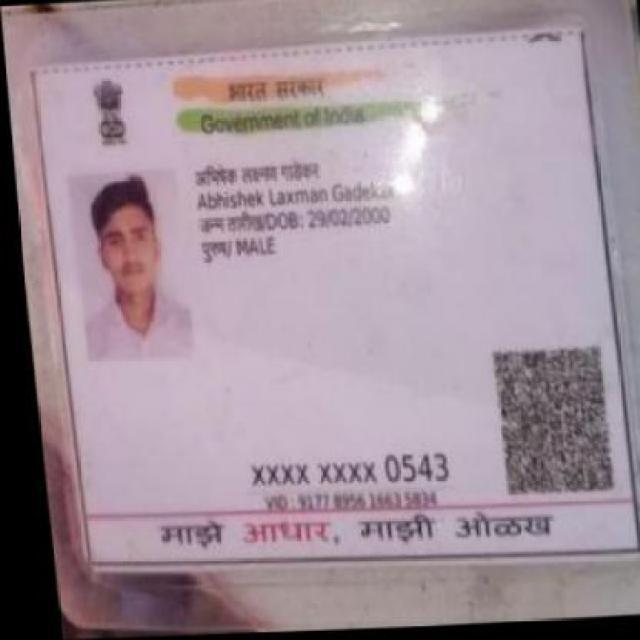 भारत सरकार
Government of India
अभिषेक लक्ष्मण गाडेकर
Abhishek Laxman Gadekar
जन्म तारीख/DOB: 29/02/2000
पुरुष/ MALE
XXXX XXXX 0543
VID : 9177 8956 1663 5834
माझे आधार, माझी ओळख